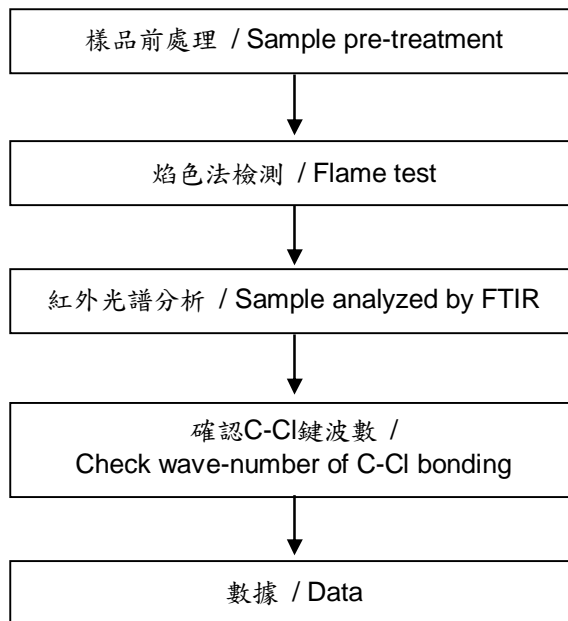 樣品前處理 / Sample pre-treatment
焰色法檢測 / Flame test
紅外光譜分析 / Sample analyzed by FTIR
確認C-Cl鍵波數 /
Check wave-number of C-Cl bonding
數據 / Data